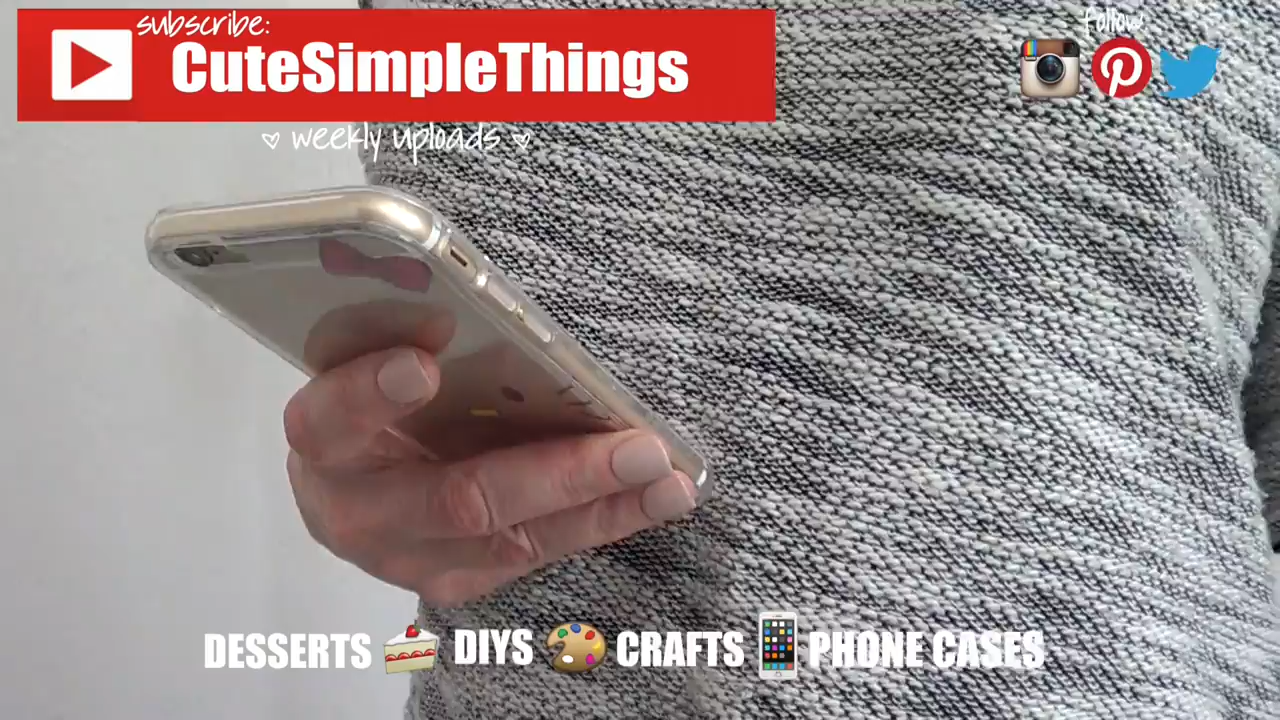 subscribe:
CuteSimpleThings
weekly uploads
follow
DESSERTS DIYS CRAFTS PHONE CASES